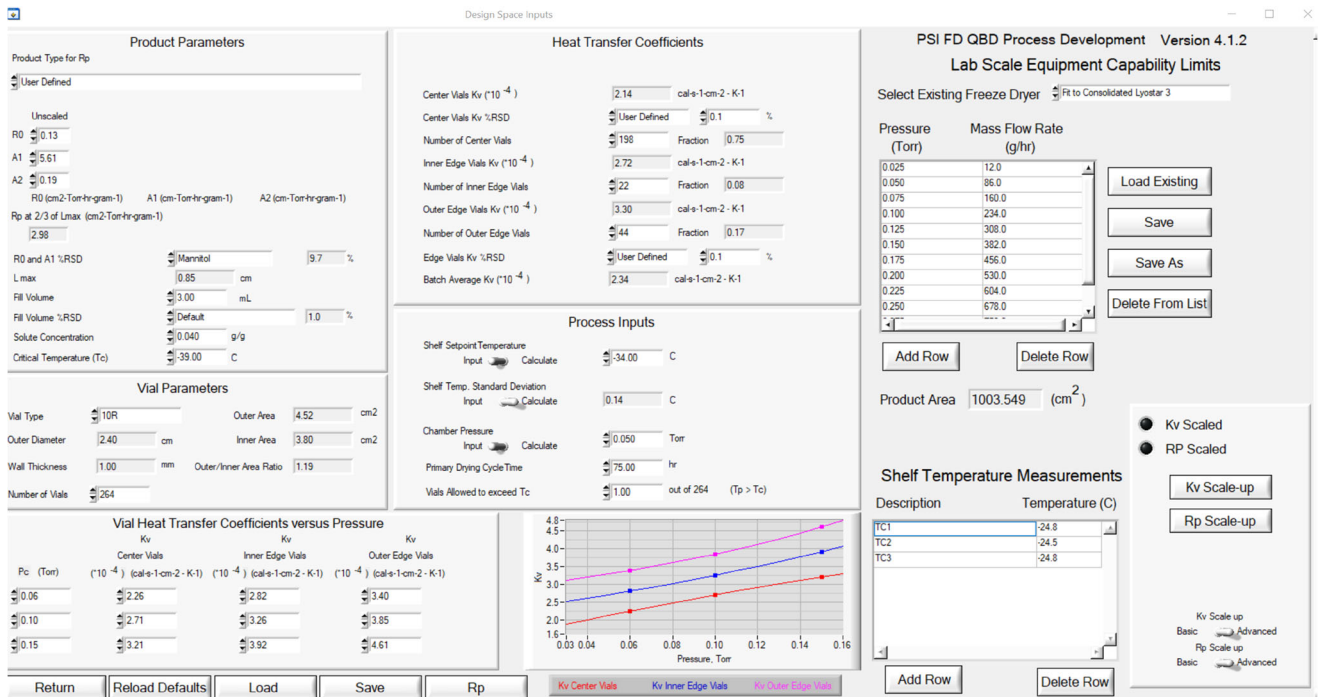 Design Space Inputs
Product Parameters
Product Type for Rp
User Defined
Unscaled
R0 0.13
A1 5.61
A2 0.19
R0 (cm2-Torr-hr-gram-1) A1 (cm-Torr-hr-gram-1) A2 (cm-Torr-hr-gram-1)
Rp at 2/3 of Lmax (cm2-Torr-hr-gram-1)
2.98
R0 and A1 %RSD Mannitol 9.7 %
L max 0.85 cm
Fill Volume 3.00 mL
Fill Volume %RSD Default 1.0 %
Solute Concentration 0.040 g/g
Critical Temperature (Tc) -39.00 C
Vial Parameters
Vial Type 10R Outer Area 4.52 cm2
Outer Diameter 2.40 cm Inner Area 3.80 cm2
Wall Thickness 1.00 mm Outer/Inner Area Ratio 1.19
Number of Vials 264
Heat Transfer Coefficients
Center Vials Kv (*10 -4 ) 2.14 cal-s-1-cm-2 - K-1
Center Vials Kv %RSD User Defined 0.1 %
Number of Center Vials 198 Fraction 0.75
Inner Edge Vials Kv (*10 -4 ) 2.72 cal-s-1-cm-2 - K-1
Number of Inner Edge Vials 22 Fraction 0.08
Outer Edge Vials Kv (*10 -4 ) 3.30 cal-s-1-cm-2 - K-1
Number of Outer Edge Vials 44 Fraction 0.17
Edge Vials Kv %RSD User Defined 0.1 %
Batch Average Kv (*10 -4 ) 2.34 cal-s-1-cm-2 - K-1
Process Inputs
Shelf Setpoint Temperature
Input Calculate -34.00 C
Shelf Temp. Standard Deviation
Input Calculate 0.14 C
Chamber Pressure
Input Calculate 0.050 Torr
Primary Drying Cycle Time 75.00 hr
Vials Allowed to exceed Tc 1.00 out of 264 (Tp > Tc)
PSI FD QBD Process Development Version 4.1.2
Lab Scale Equipment Capability Limits
Select Existing Freeze Dryer Fit to Consolidated Lyostar 3
Pressure Mass Flow Rate
(Torr) (g/hr)
0.025 12.0
0.050 86.0
0.075 160.0
0.100 234.0
0.125 308.0
0.150 382.0
0.175 456.0
0.200 530.0
0.225 604.0
0.250 678.0
Load Existing
Save
Save As
Delete From List
Add Row Delete Row
Product Area 1003.549 (cm2)
Kv Scaled
RP Scaled
Kv Scale-up
Rp Scale-up
Shelf Temperature Measurements
Description Temperature (C)
TC1 -24.8
TC2 -24.5
TC3 -24.8
Kv Scale up
Basic Advanced
Rp Scale up
Basic Advanced
Add Row Delete Row
Vial Heat Transfer Coefficients versus Pressure
Kv Kv Kv
Center Vials Inner Edge Vials Outer Edge Vials
Pc (Torr) (*10 -4 ) (cal-s-1-cm-2 - K-1) (*10 -4 ) (cal-s-1-cm-2 - K-1) (*10 -4 ) (cal-s-1-cm-2 - K-1)
0.06 2.26 2.82 3.40
0.10 2.71 3.26 3.85
0.15 3.21 3.92 4.61
Kv
4.8
4.5
4.0
3.5
3.0
2.5
2.0
1.6
0.03 0.04 0.06 0.08 0.10 0.12 0.14 0.16
Pressure, Torr
Kv Center Vials Kv Inner Edge Vials Kv Outer Edge Vials
Return Reload Defaults Load Save Rp